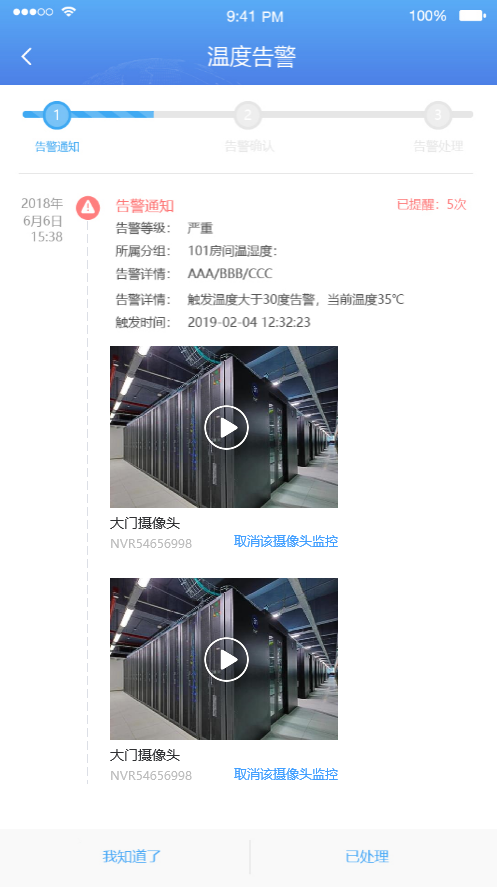 9:41 PM 100%
温度告警
1 2 3
告警通知 告警确认 告警处理
2018年
6月6日
15:38
告警通知 已提醒：5次
告警等级： 严重
所属分组： 101房间温湿度：
告警详情： AAA/BBB/CCC
告警详情： 触发温度大于30度告警，当前温度35℃
触发时间： 2019-02-04 12:32:23
大门摄像头
NVR54656998 取消该摄像头监控
大门摄像头
NVR54656998 取消该摄像头监控
我知道了 已处理